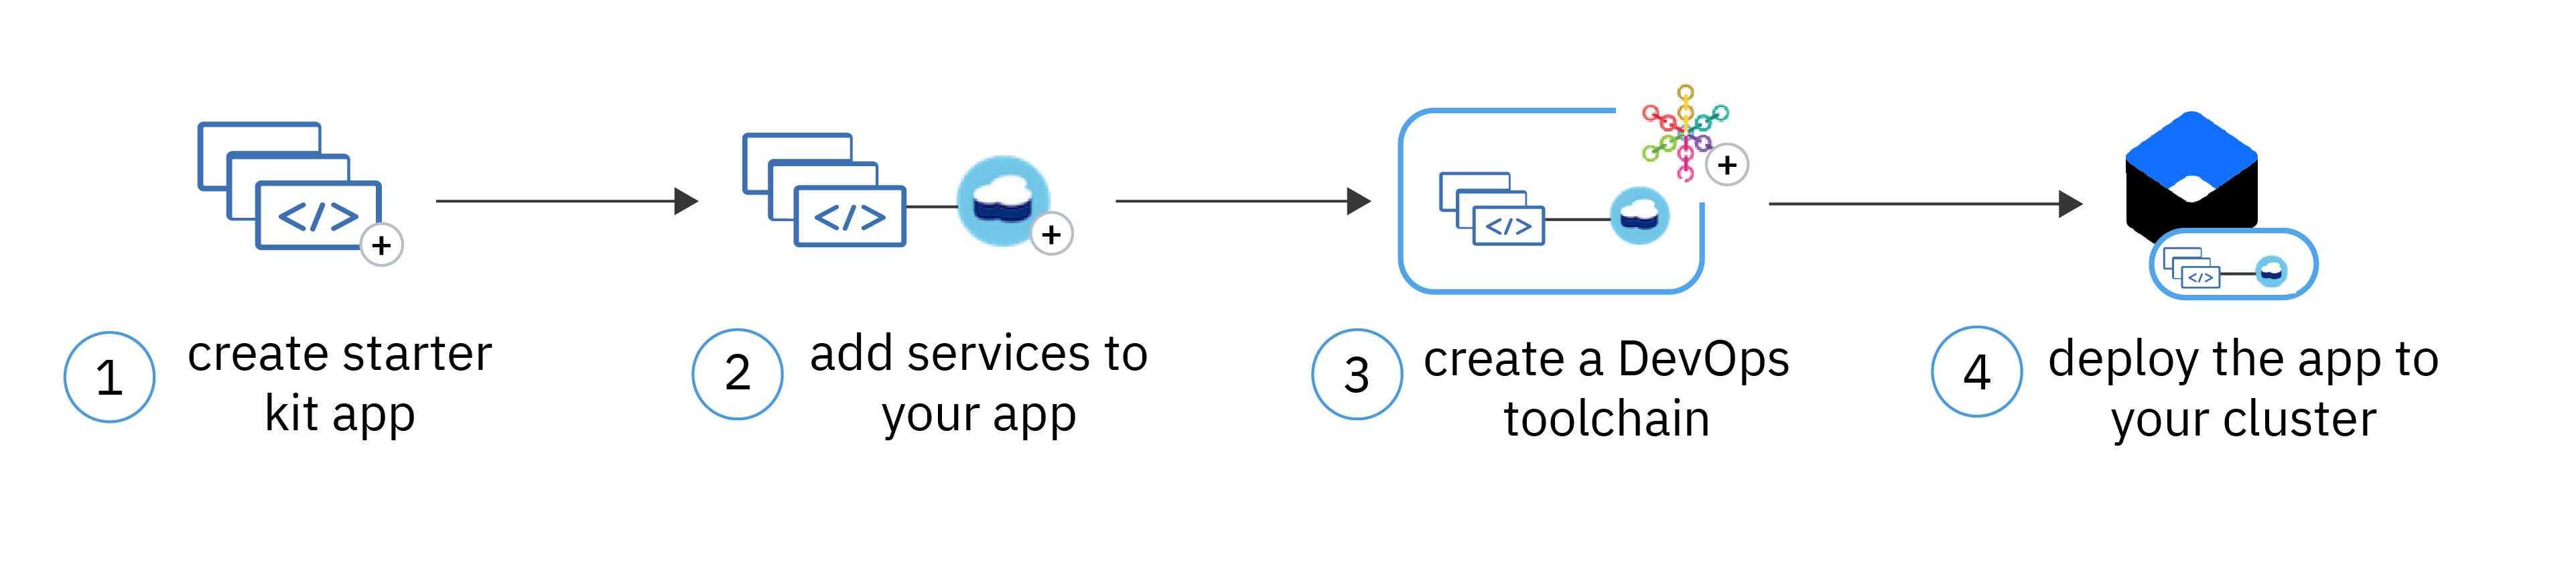 1
create starter
kit app
2
add services to
your app
3
create a DevOps
toolchain
4
deploy the app to
your cluster